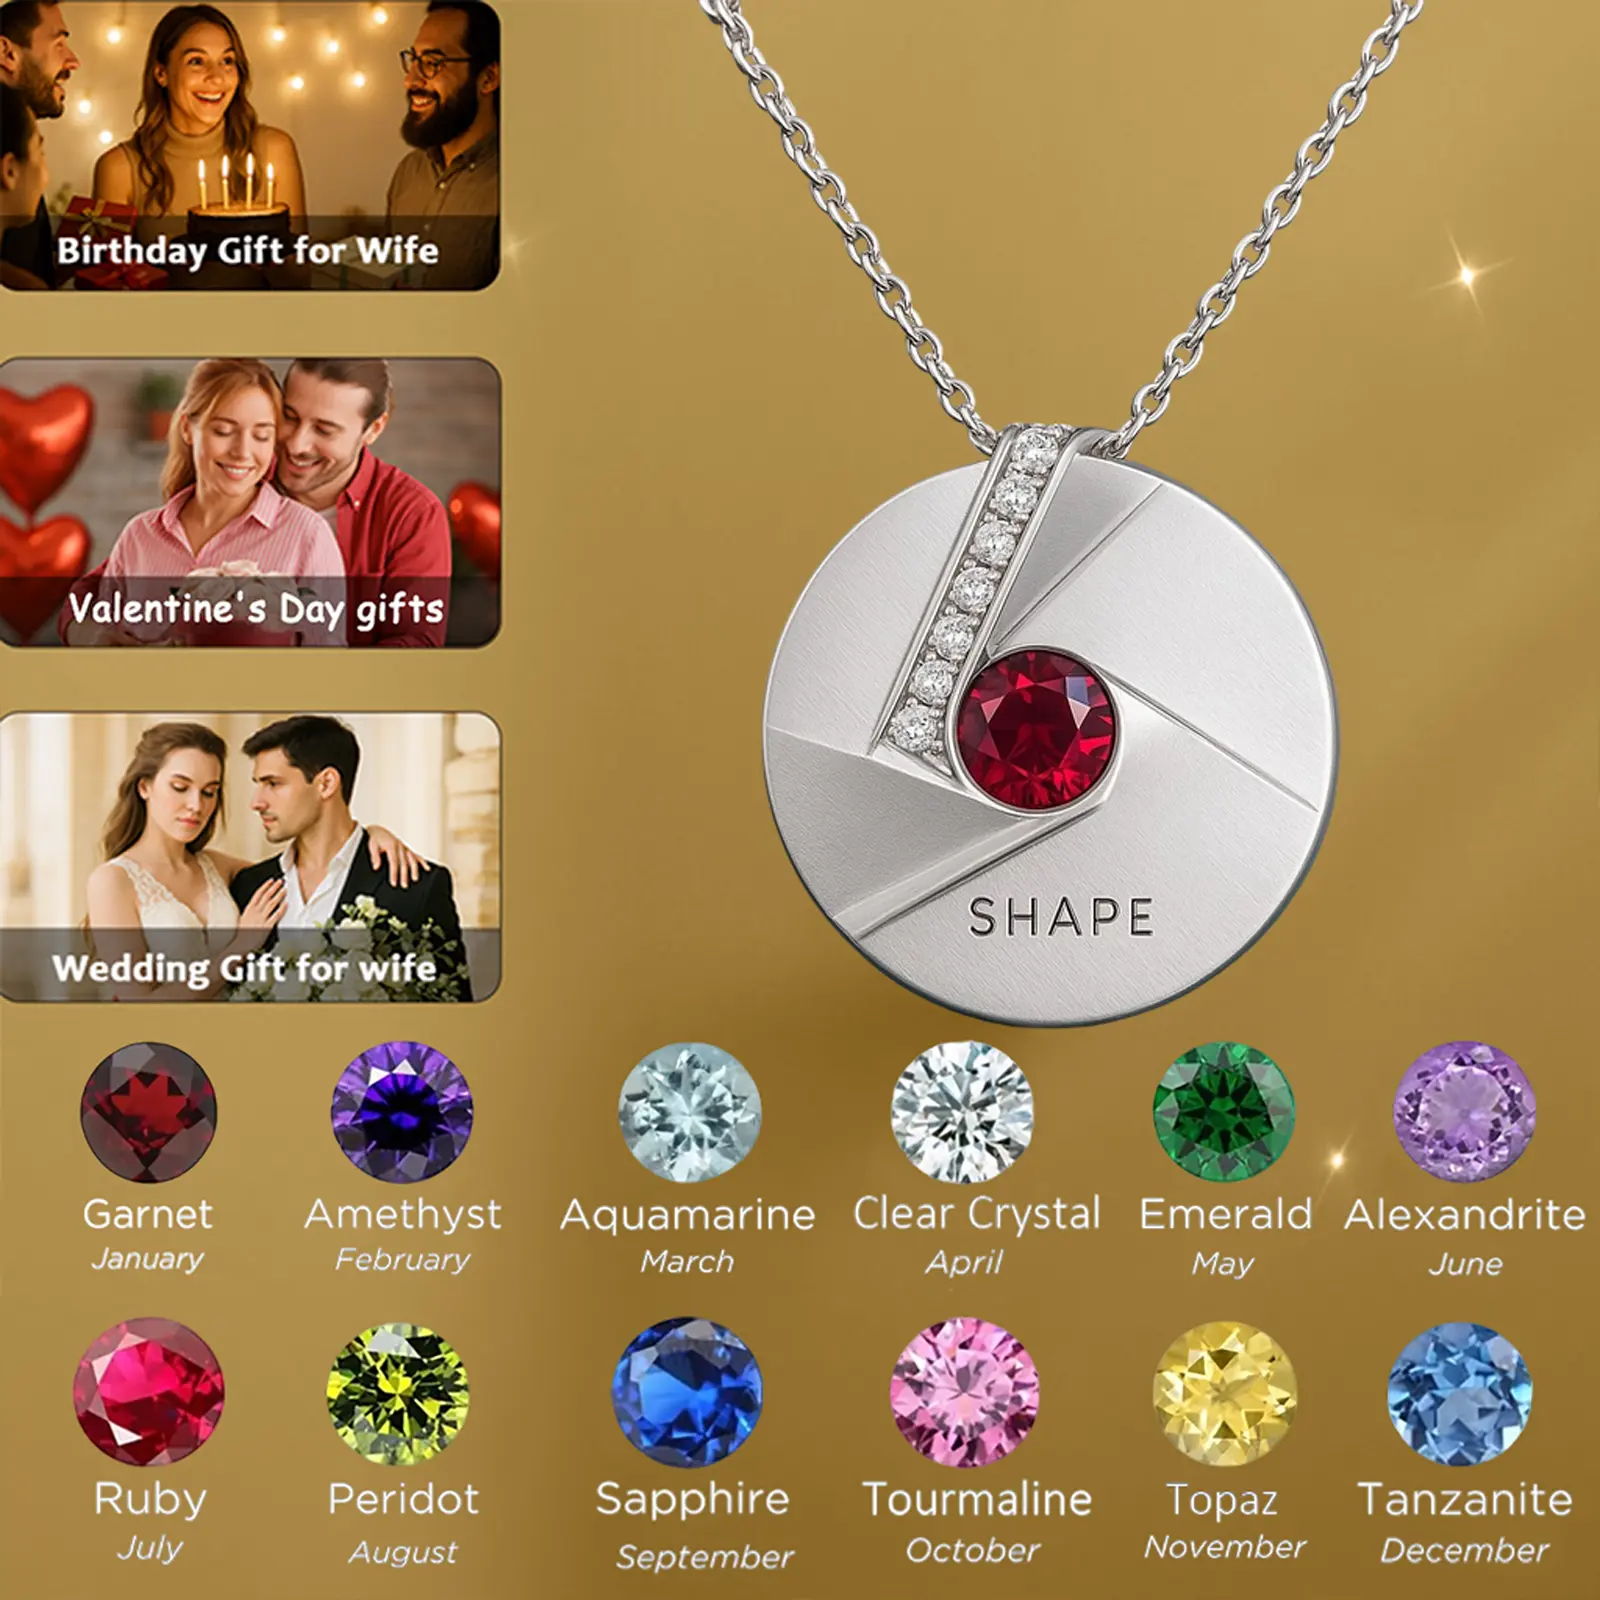 Birthday Gift for Wife
Valentine's Day gifts
Wedding Gift for wife
SHAPE
Garnet
January
Amethyst
February
Aquamarine
March
Clear Crystal
April
Emerald
May
Alexandrite
June
Ruby
July
Peridot
August
Sapphire
September
Tourmaline
October
Topaz
November
Tanzanite
December